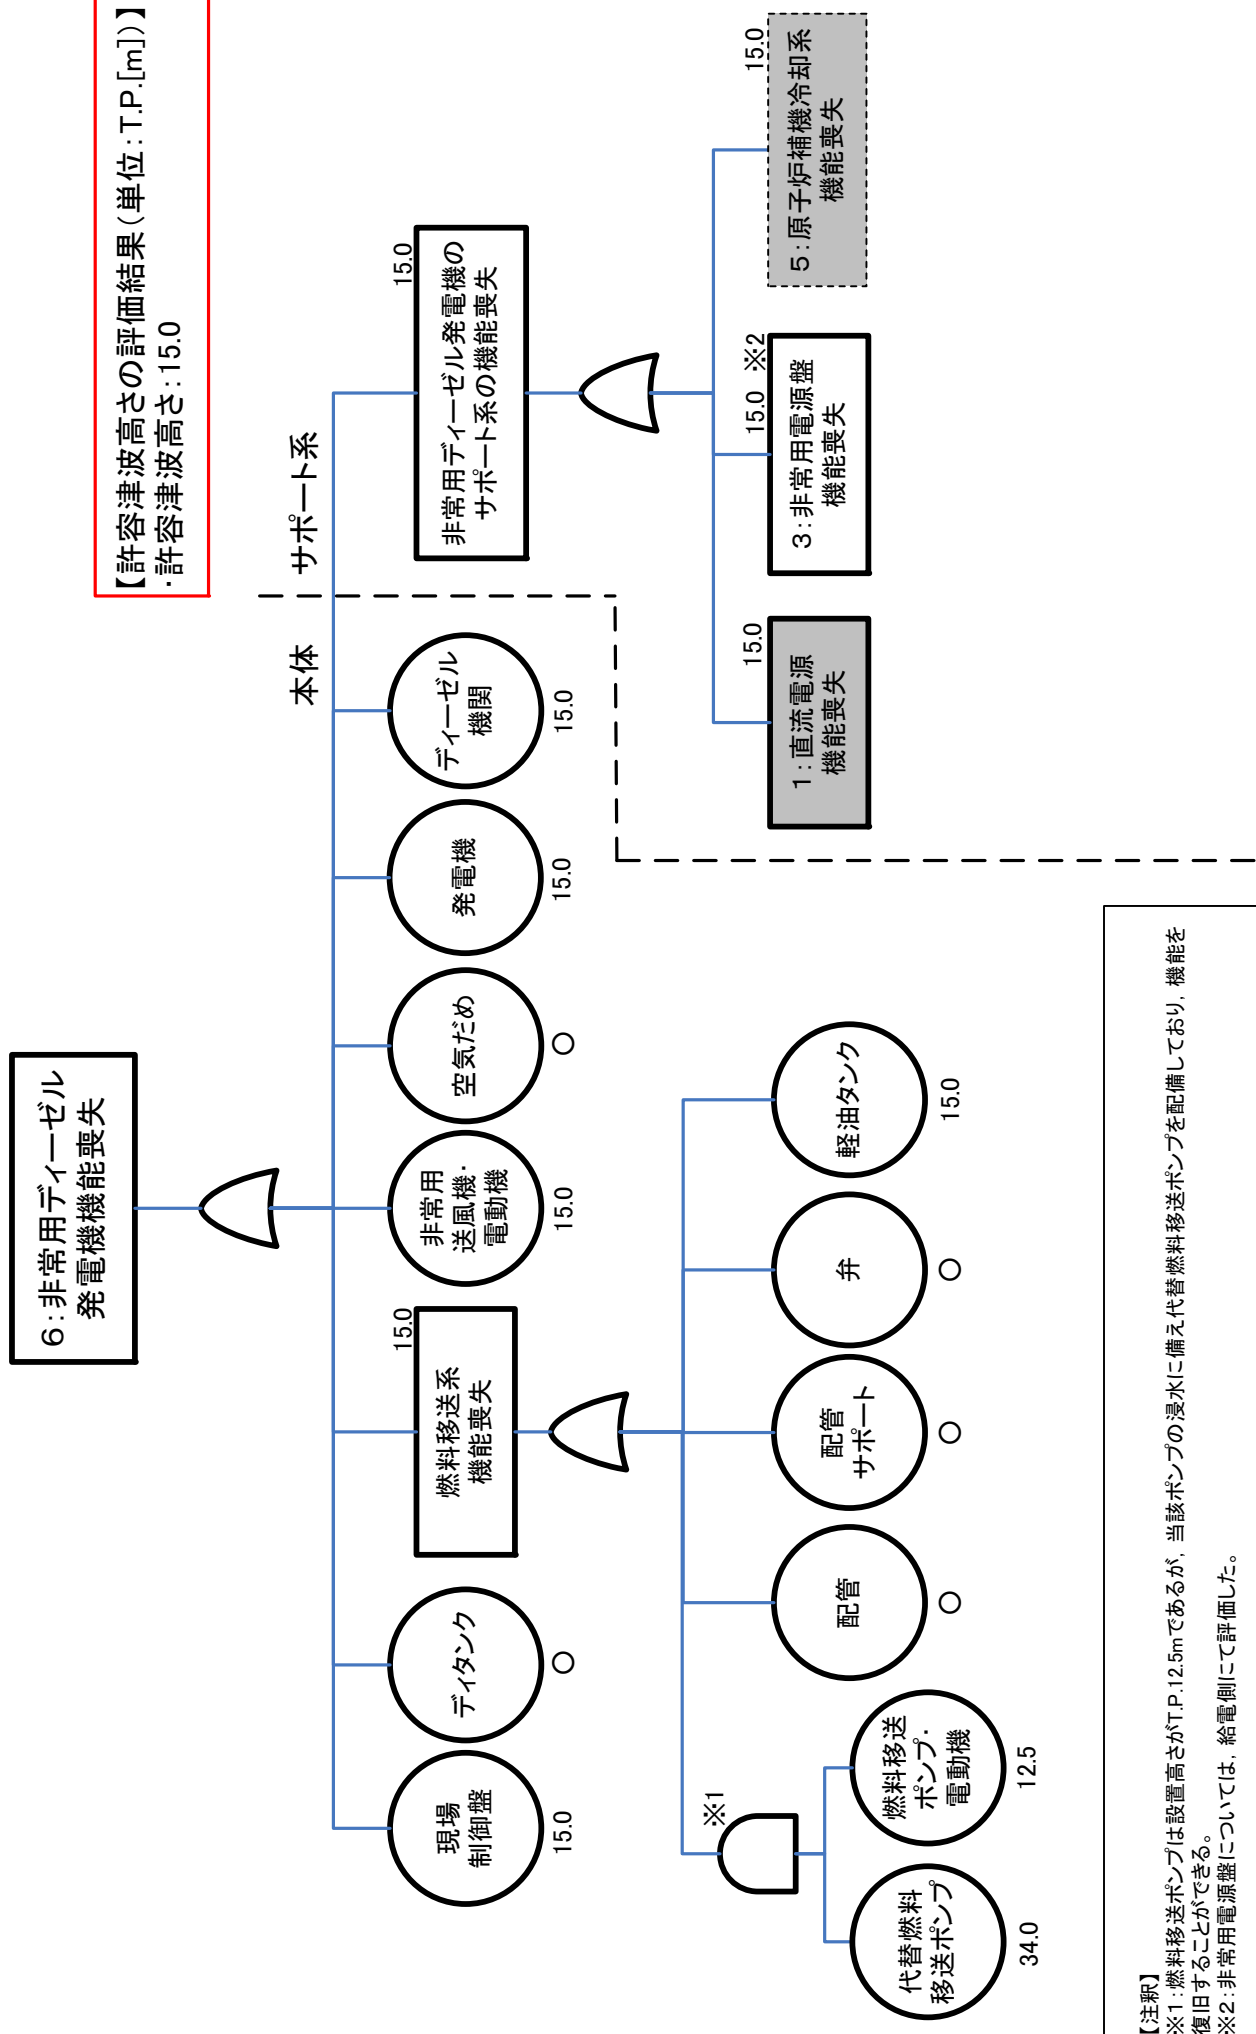 6:非常用ディーゼル
発電機機能喪失
【許容津波高さの評価結果(単位:T.P.[m])】
・許容津波高さ:15.0
本体
サポート系
現場
制御盤
15.0
ディタンク
○
燃料移送系
機能喪失
15.0
非常用
送風機・
電動機
15.0
空気だめ
○
発電機
15.0
ディーゼル
機関
15.0
非常用ディーゼル発電機の
サポート系の機能喪失
15.0
※1
代替燃料
移送ポンプ
34.0
燃料移送
ポンプ・
電動機
12.5
配管
○
配管
サポート
○
弁
○
軽油タンク
15.0
1:直流電源
機能喪失
15.0
3:非常用電源盤
機能喪失
15.0 ※2
5:原子炉補機冷却系
機能喪失
15.0
【注釈】
※1:燃料移送ポンプは設置高さがT.P.12.5mであるが,当該ポンプの浸水に備え代替燃料移送ポンプを配備しており,機能を
復旧することができる。
※2:非常用電源盤については,給電側にて評価した。